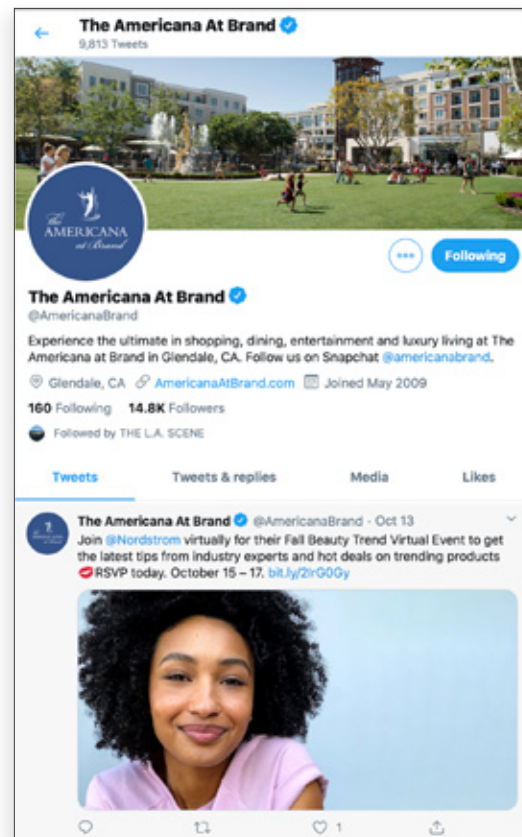 The Americana At Brand
9,813 Tweets
The
AMERICANA
at Brand
Following
The Americana At Brand
@AmericanaBrand
Experience the ultimate in shopping, dining, entertainment and luxury living at The
Americana at Brand in Glendale, CA. Follow us on Snapchat @americanabrand.
Glendale, CA AmericanaAtBrand.com Joined May 2009
160 Following 14.8K Followers
Followed by THE L.A. SCENE
Tweets Tweets & replies Media Likes
The Americana At Brand @AmericanaBrand · Oct 13
Join @Nordstrom virtually for their Fall Beauty Trend Virtual Event to get
the latest tips from industry experts and hot deals on trending products
💋RSVP today. October 15 – 17. bit.ly/2IrG0Gy
1